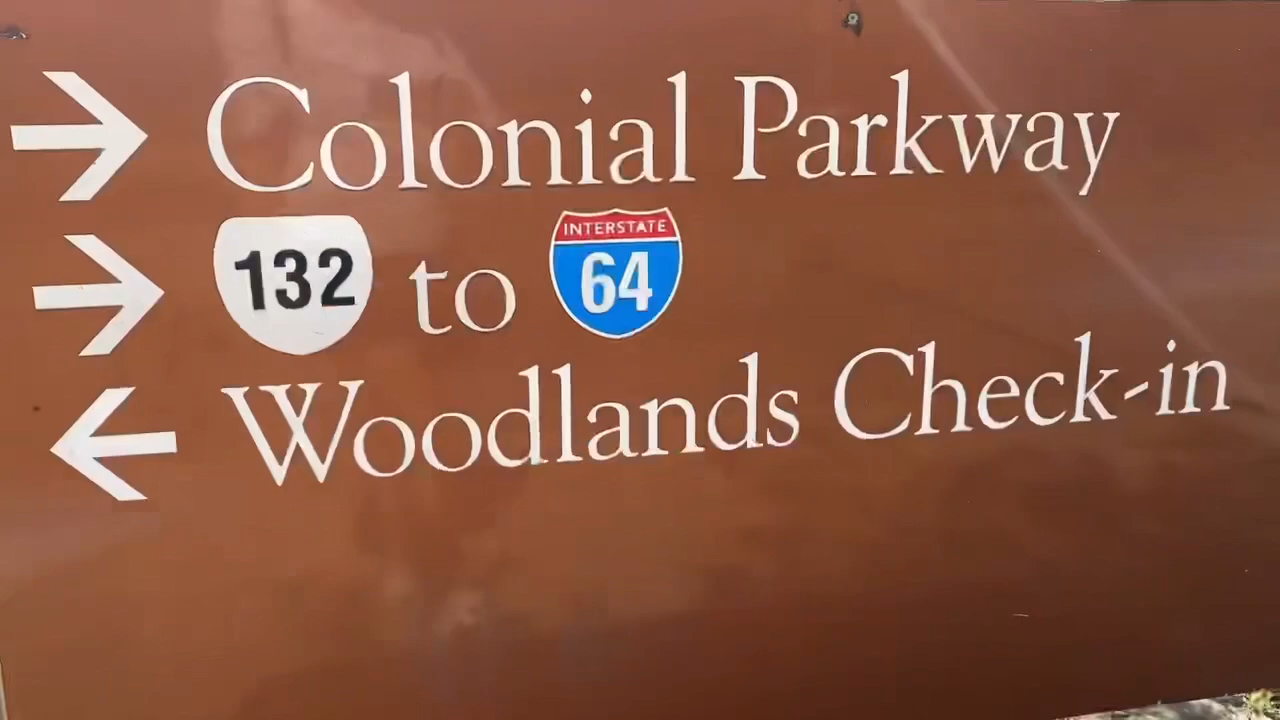 → Colonial Parkway
→ 132 to INTERSTATE 64
← Woodlands Check-in